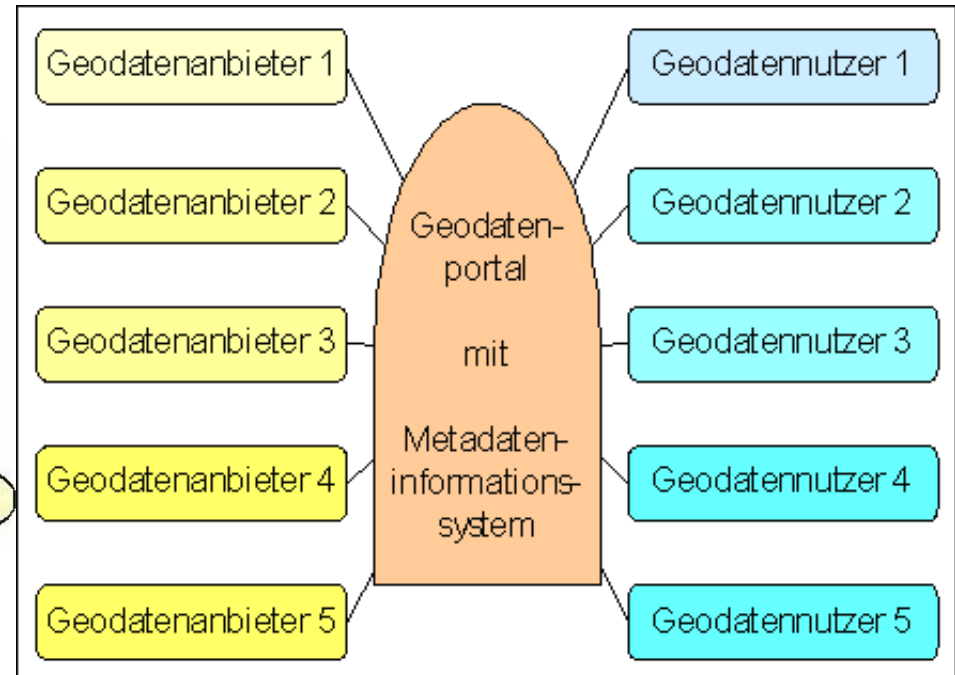 Geodatenanbieter 1
Geodatenanbieter 2
Geodatenanbieter 3
Geodatenanbieter 4
Geodatenanbieter 5
Geodaten-
portal
mit
Metadaten-
informations-
system
Geodatennutzer 1
Geodatennutzer 2
Geodatennutzer 3
Geodatennutzer 4
Geodatennutzer 5